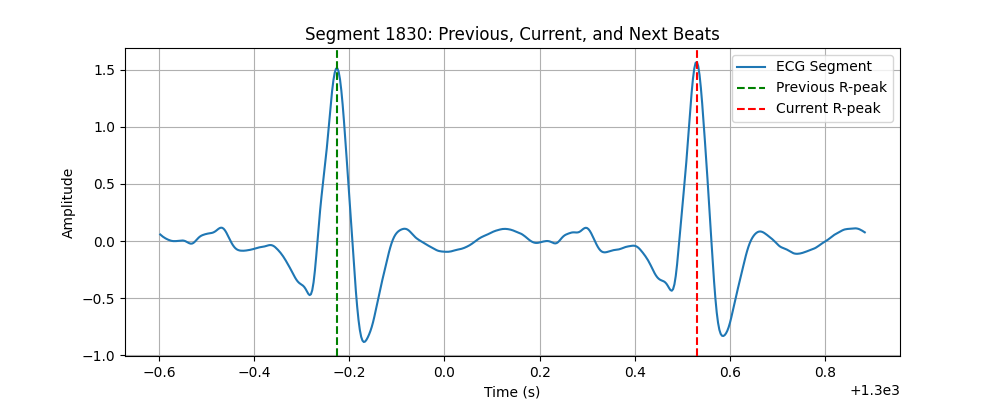 Segment 1830: Previous, Current, and Next Beats
ECG Segment
Previous R-peak
Current R-peak
Amplitude
1.5
1.0
0.5
0.0
−0.5
−1.0
−0.6 −0.4 −0.2 0.0 0.2 0.4 0.6 0.8
+1.3e3
Time (s)